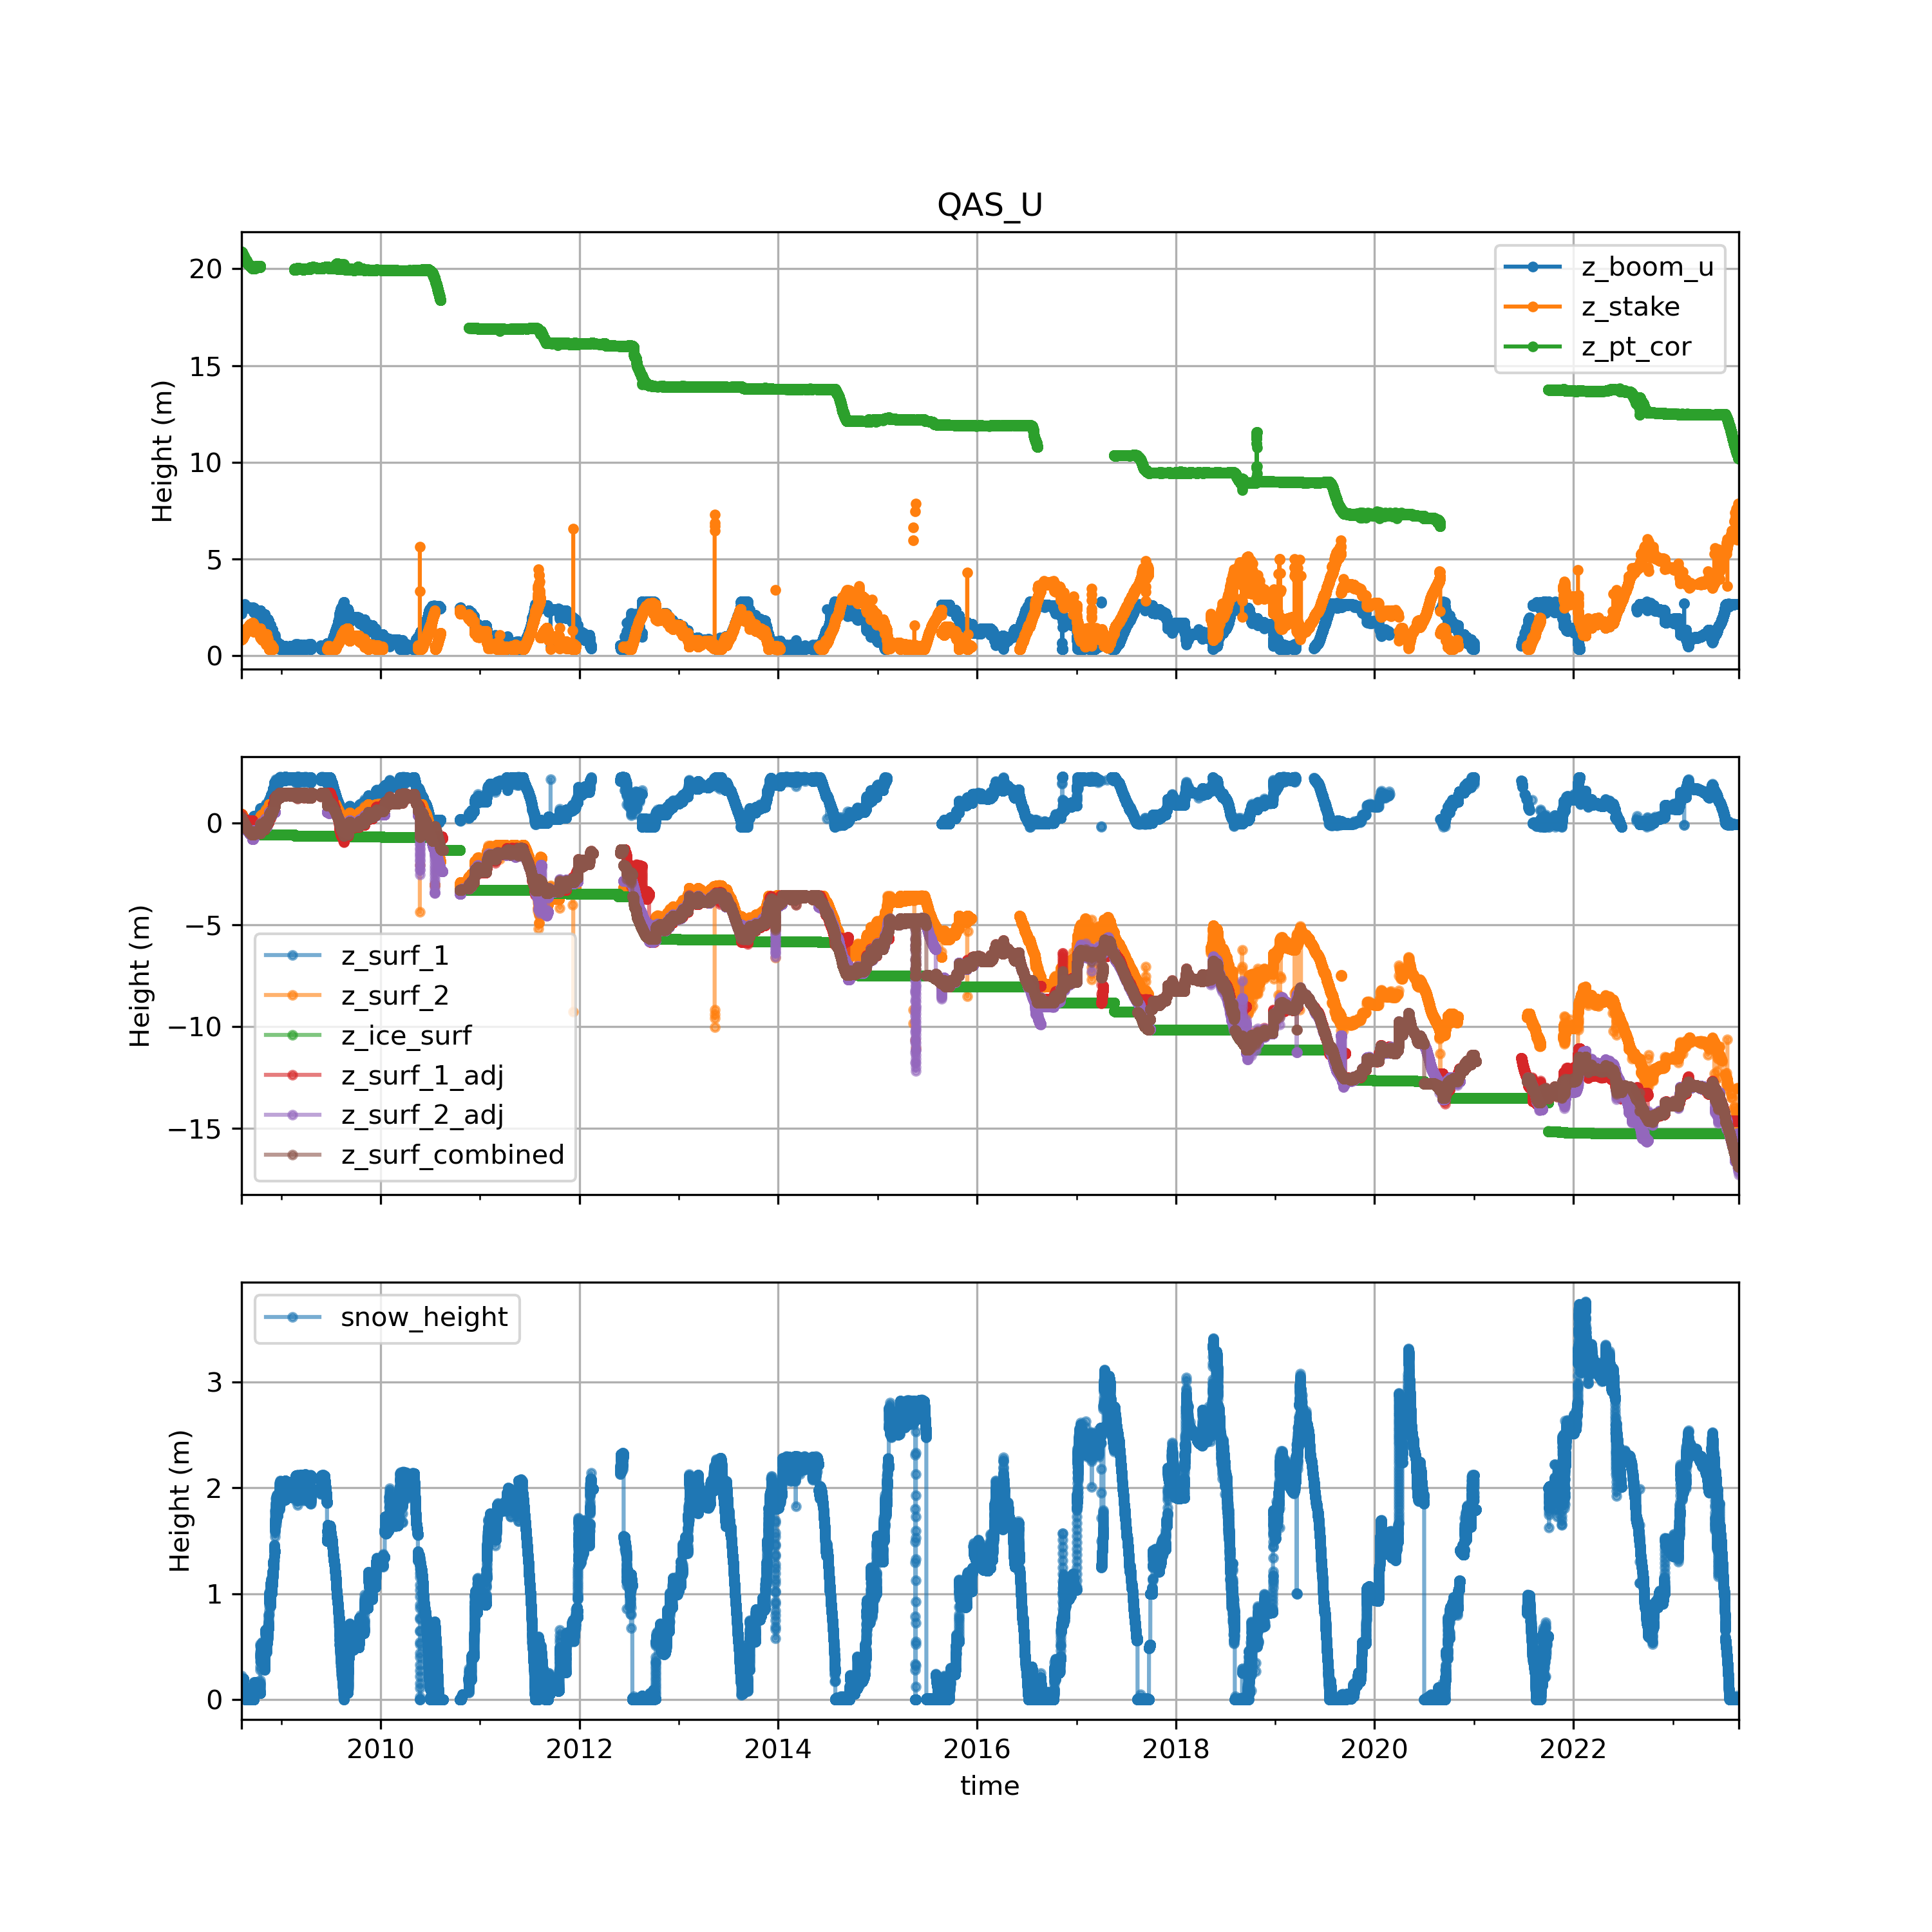 QAS_U
Height (m)
20
15
10
5
0
z_boom_u
z_stake
z_pt_cor
Height (m)
0
−5
−10
−15
z_surf_1
z_surf_2
z_ice_surf
z_surf_1_adj
z_surf_2_adj
z_surf_combined
Height (m)
3
2
1
0
snow_height
2010 2012 2014 2016 2018 2020 2022
time